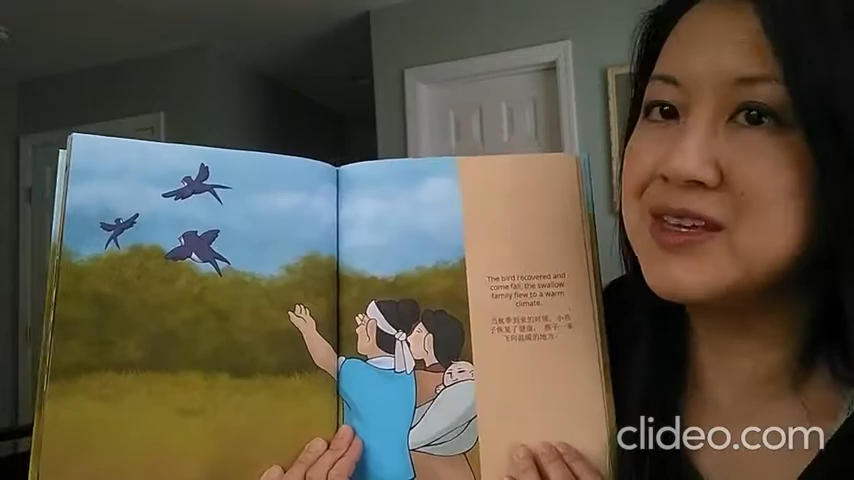 The bird recovered and
come fall, the swallow
family flew to a warm
climate.
当秋季到来的时候，小燕
子恢复了健康，燕子一家
飞向温暖的地方。
clideo.com